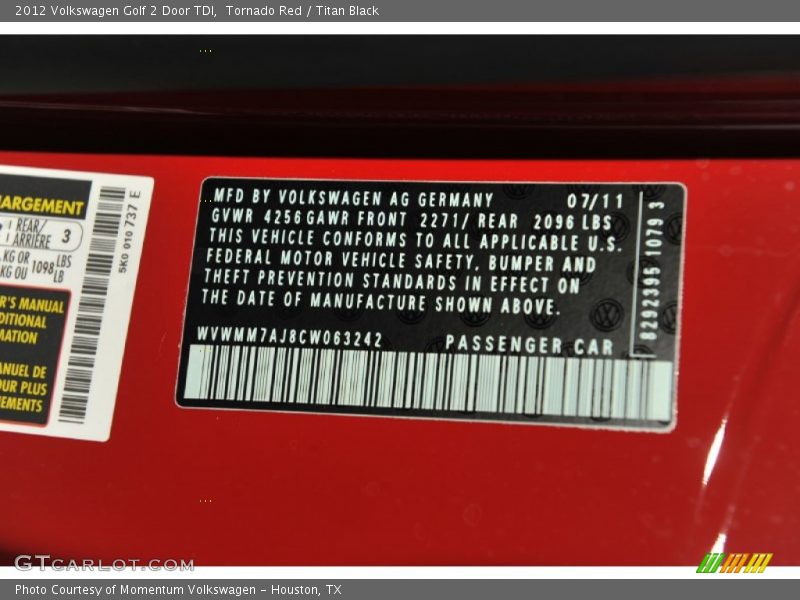 2012 Volkswagen Golf 2 Door TDI,  Tornado Red / Titan Black
MFD BY VOLKSWAGEN AG GERMANY 07/11
GVWR 4256 GAWR FRONT 2271/ REAR 2096 LBS
THIS VEHICLE CONFORMS TO ALL APPLICABLE U.S.
FEDERAL MOTOR VEHICLE SAFETY, BUMPER AND
THEFT PREVENTION STANDARDS IN EFFECT ON
THE DATE OF MANUFACTURE SHOWN ABOVE.
WVWMM7AJ8CW063242 PASSENGER CAR
8292395 1079 3
ARGEMENT
REAR/
ARRIÈRE 3
KG OR 1098 LBS
KG OU LB
5K0 010 737 E
R'S MANUAL
DITIONAL
MATION
ANUEL DE
OUR PLUS
NEMENTS
GTCARLOT.COM
Photo Courtesy of Momentum Volkswagen - Houston, TX